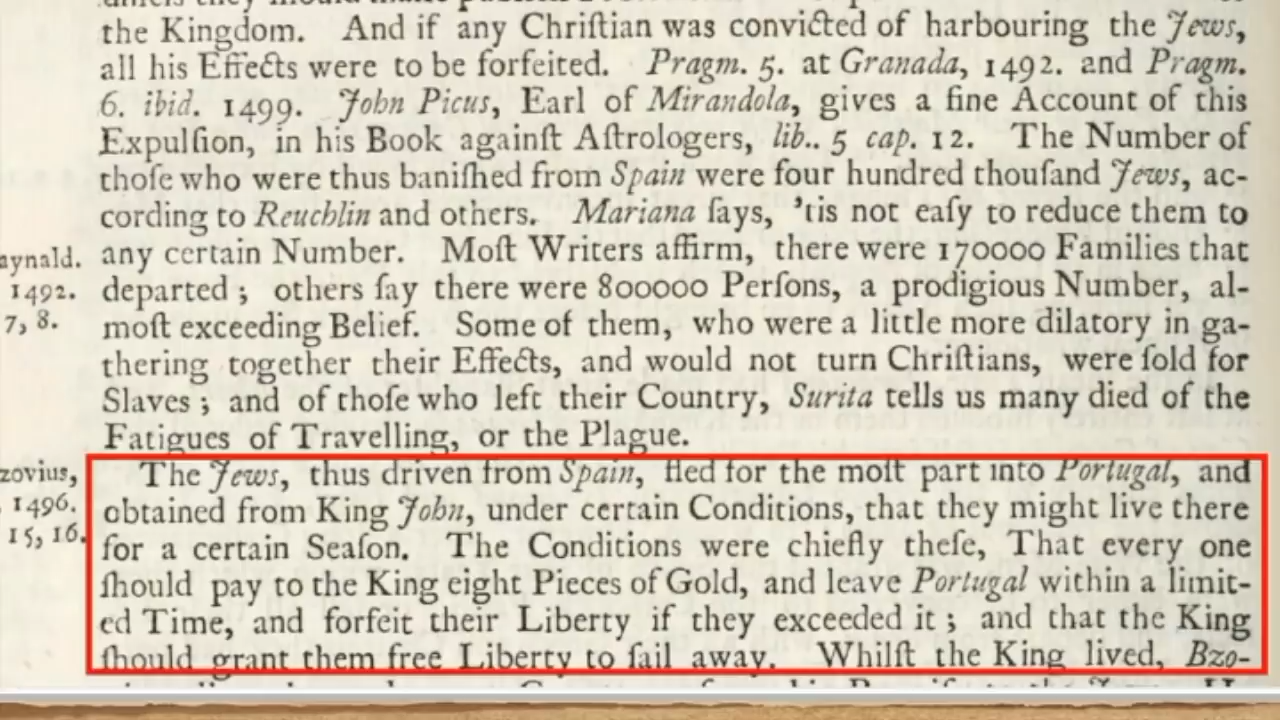 the Kingdom. And if any Chriſtian was convicted of harbouring the Jews,
all his Effects were to be forfeited. Pragm. 5. at Granada, 1492. and Pragm.
6. ibid. 1499. John Picus, Earl of Mirandola, gives a fine Account of this
Expulſion, in his Book againſt Aſtrologers, lib.. 5 cap. 12. The Number of
thoſe who were thus baniſhed from Spain were four hundred thouſand Jews, ac-
cording to Reuchlin and others. Mariana ſays, 'tis not eaſy to reduce them to
aynald. any certain Number. Moſt Writers affirm, there were 170000 Families that
1492. departed; others ſay there were 800000 Perſons, a prodigious Number, al-
7, 8. moſt exceeding Belief. Some of them, who were a little more dilatory in ga-
thering together their Effects, and would not turn Chriſtians, were ſold for
Slaves; and of thoſe who left their Country, Surita tells us many died of the
Fatigues of Travelling, or the Plague.
zovius, The Jews, thus driven from Spain, fled for the moſt part into Portugal, and
1496. obtained from King John, under certain Conditions, that they might live there
15, 16. for a certain Seaſon. The Conditions were chiefly theſe, That every one
ſhould pay to the King eight Pieces of Gold, and leave Portugal within a limit-
ed Time, and forfeit their Liberty if they exceeded it; and that the King
ſhould grant them free Liberty to ſail away. Whilſt the King lived, Bzo-